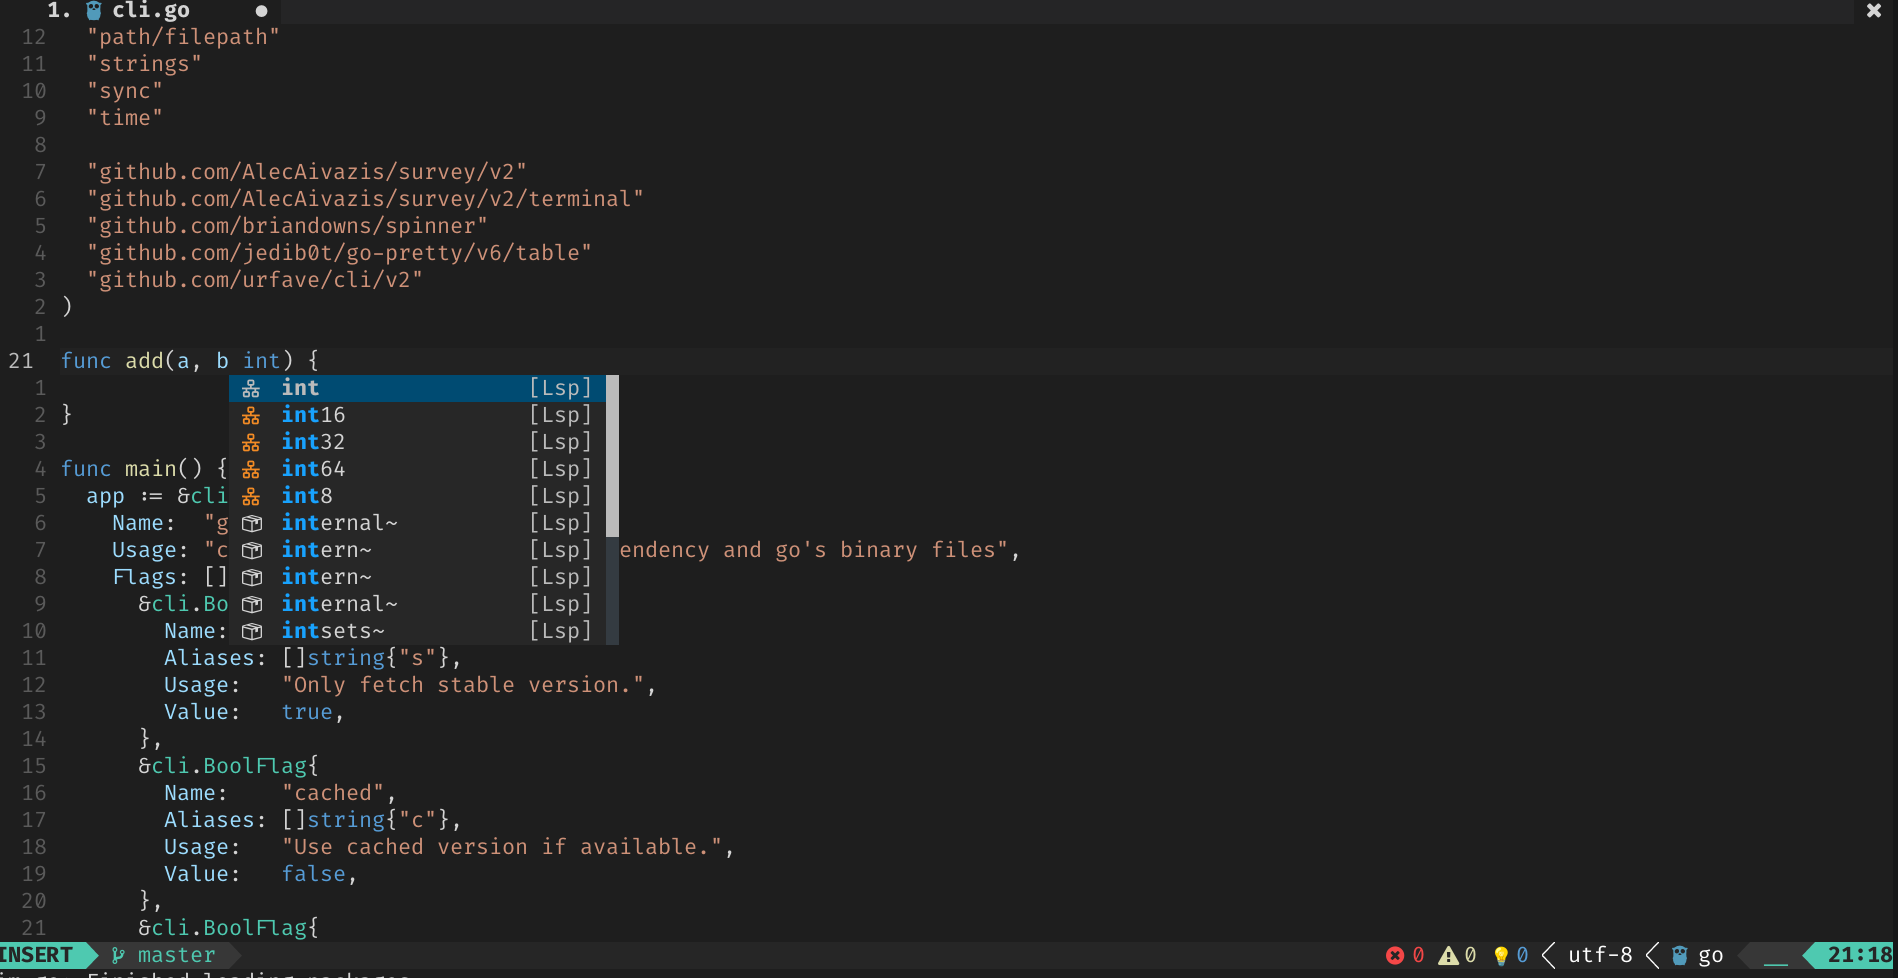 1. cli.go ● ✖
12 "path/filepath"
11 "strings"
10 "sync"
9 "time"
8
7 "github.com/AlecAivazis/survey/v2"
6 "github.com/AlecAivazis/survey/v2/terminal"
5 "github.com/briandowns/spinner"
4 "github.com/jedib0t/go-pretty/v6/table"
3 "github.com/urfave/cli/v2"
2 )
1
21 func add(a, b int) {
1 int [Lsp]
2 } int16 [Lsp]
3 int32 [Lsp]
4 func main() { int64 [Lsp]
5 app := &cli int8 [Lsp]
6 Name: "g internal~ [Lsp]
7 Usage: "c intern~ [Lsp] endency and go's binary files",
8 Flags: [] intern~ [Lsp]
9 &cli.Bo internal~ [Lsp]
10 Name: intsets~ [Lsp]
11 Aliases: []string{"s"},
12 Usage: "Only fetch stable version.",
13 Value: true,
14 },
15 &cli.BoolFlag{
16 Name: "cached",
17 Aliases: []string{"c"},
18 Usage: "Use cached version if available.",
19 Value: false,
20 },
21 &cli.BoolFlag{
INSERT master 0 0 0 utf-8 go __ 21:18
Finished loading packages